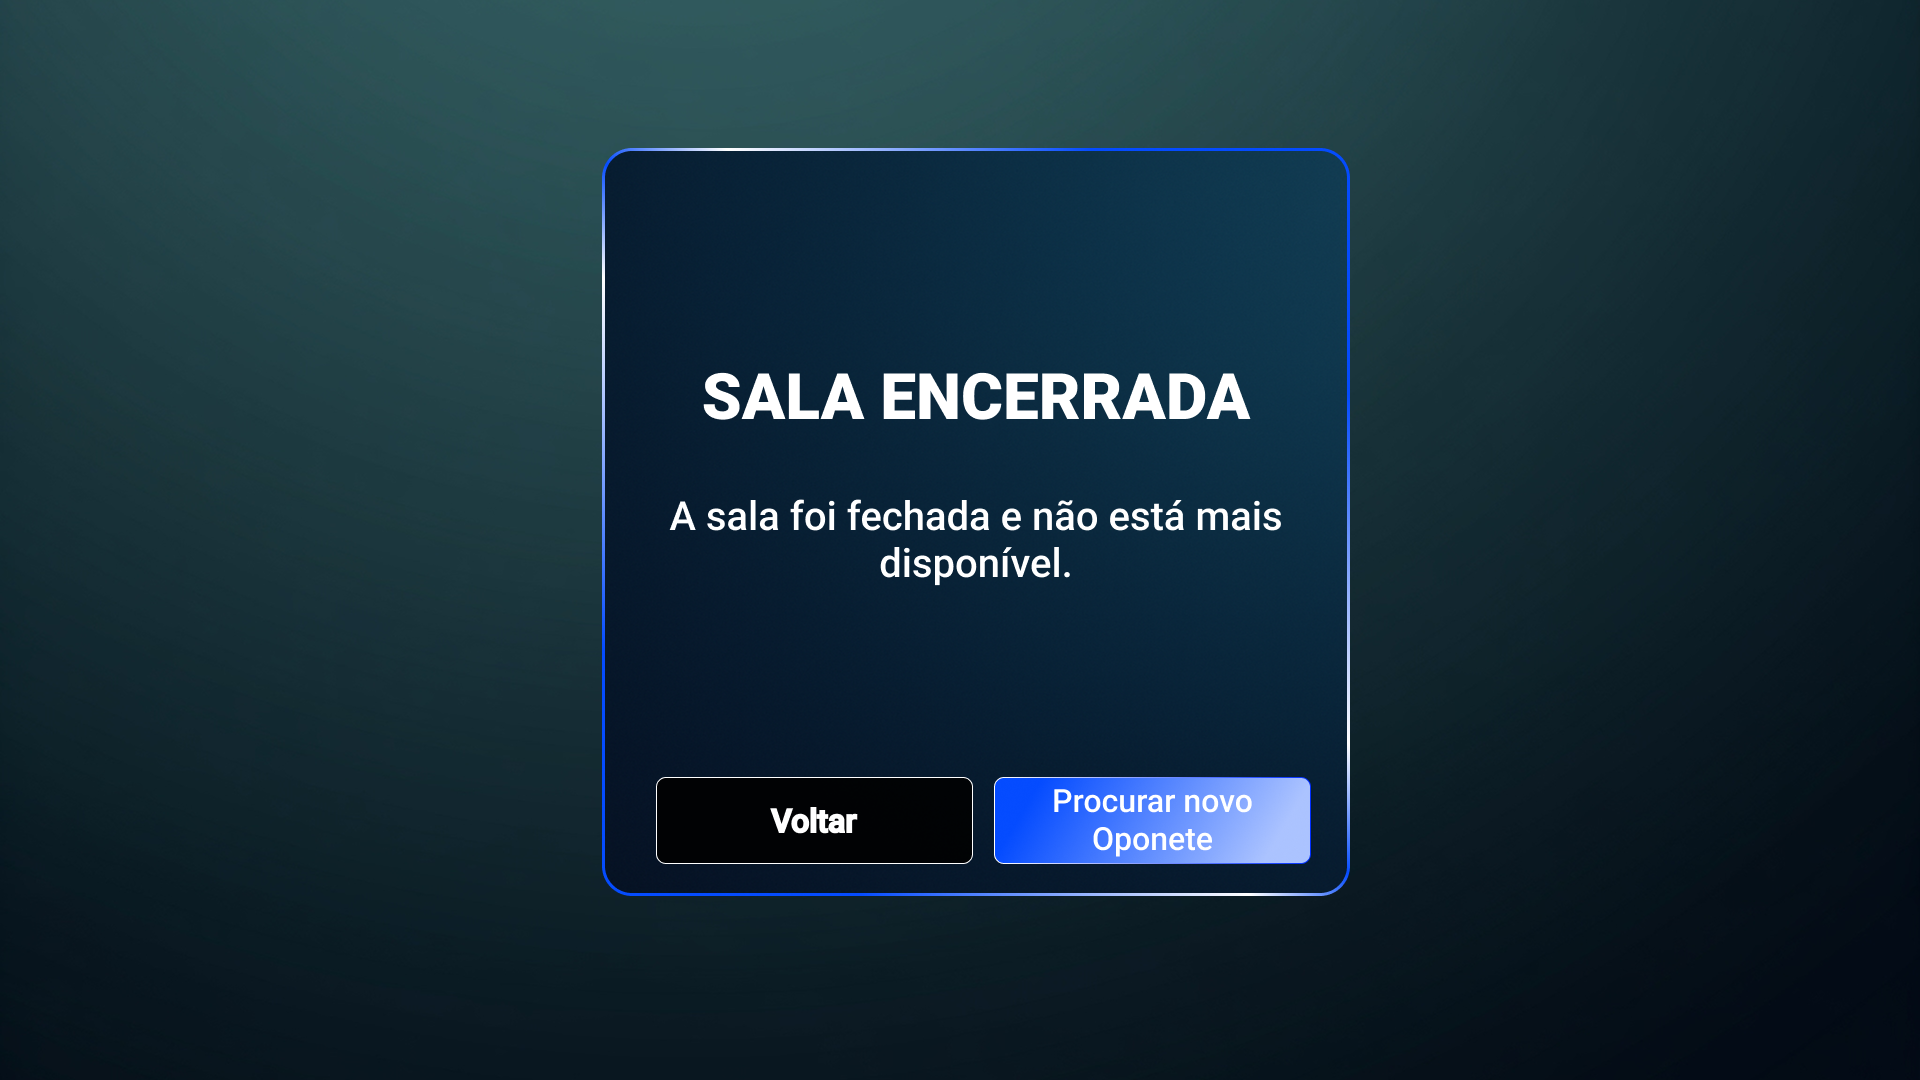 SALA ENCERRADA
A sala foi fechada e não está mais
disponível.
Voltar
Procurar novo
Oponete